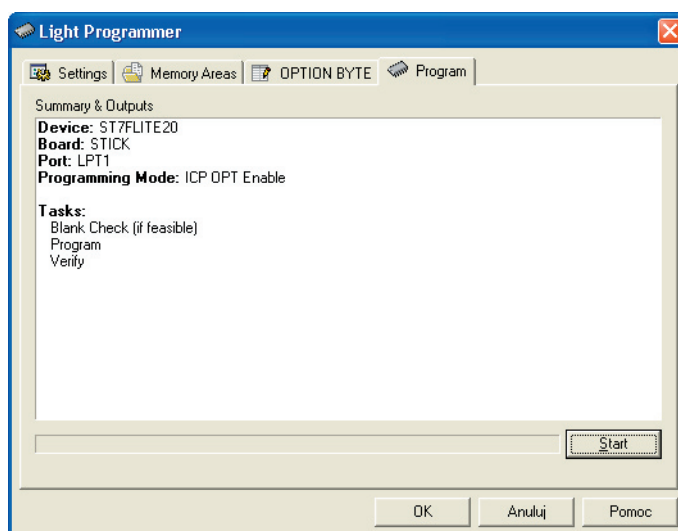 Light Programmer
Settings Memory Areas OPTION BYTE Program
Summary & Outputs
Device: ST7FLITE20
Board: STICK
Port: LPT1
Programming Mode: ICP OPT Enable
Tasks:
Blank Check (if feasible)
Program
Verify
Start
OK Anuluj Pomoc